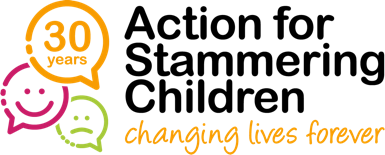 30
years
Action for
Stammering
Children
changing lives forever